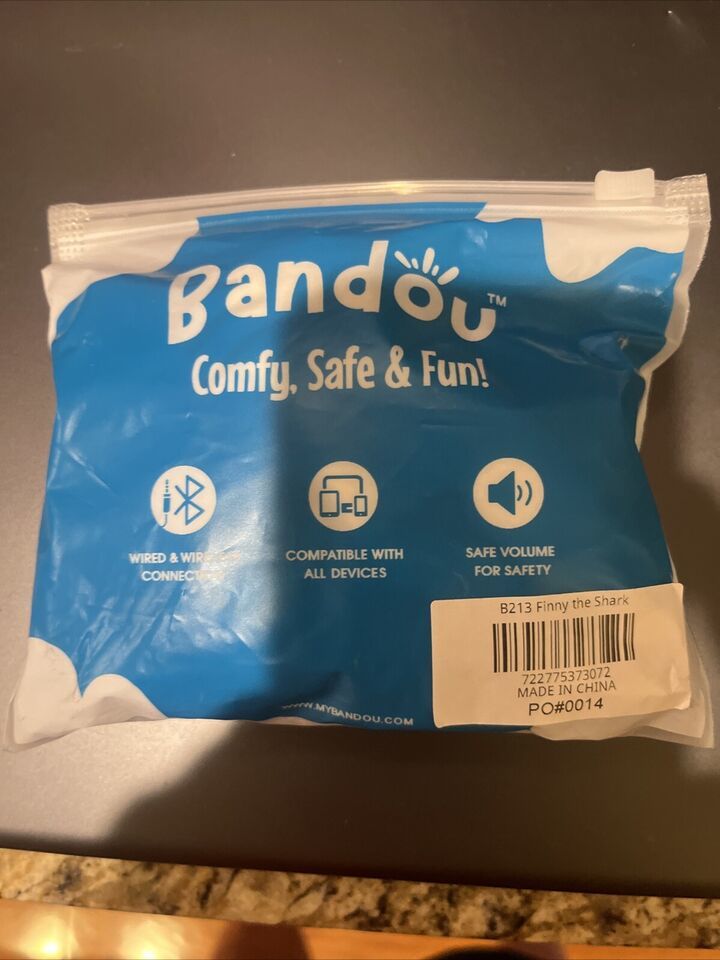 Bandou™
Comfy, Safe & Fun!
WIRED &
COMPATIBLE WITH
ALL DEVICES
SAFE VOLUME
FOR SAFETY
B213 Finny the Shark
722775373072
MADE IN CHINA
PO#0014
WWW.MYBANDOU.COM